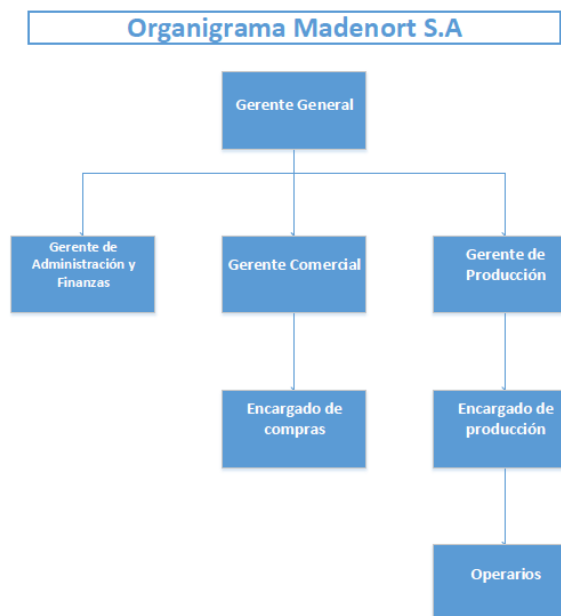 Organigrama Madenort S.A
Gerente General
Gerente de
Administración y
Finanzas
Gerente Comercial
Gerente de
Producción
Encargado de
compras
Encargado de
producción
Operarios